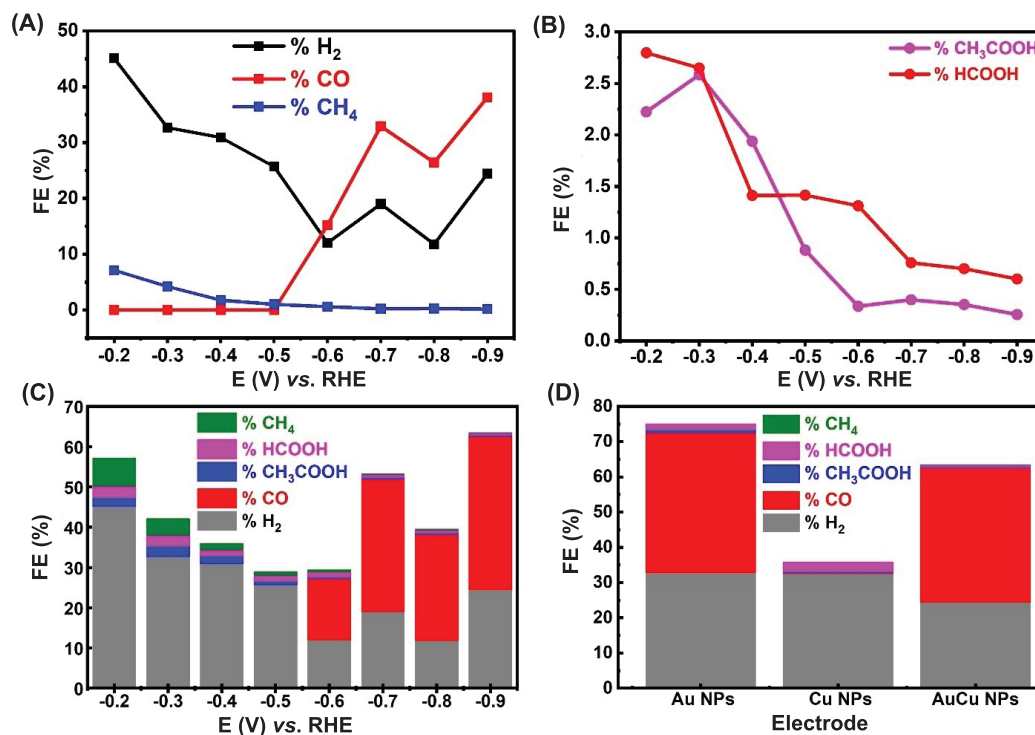 (A)
50
40
30
20
10
0
FE (%)
% H₂
% CO
% CH₄
-0.2 -0.3 -0.4 -0.5 -0.6 -0.7 -0.8 -0.9
E (V) vs. RHE
(B)
3.0
2.5
2.0
1.5
1.0
0.5
0.0
FE (%)
% CH₃COOH
% HCOOH
-0.2 -0.3 -0.4 -0.5 -0.6 -0.7 -0.8 -0.9
E (V) vs. RHE
(C)
70
60
50
40
30
20
10
0
FE (%)
% CH₄
% HCOOH
% CH₃COOH
% CO
% H₂
-0.2 -0.3 -0.4 -0.5 -0.6 -0.7 -0.8 -0.9
E (V) vs. RHE
(D)
80
70
60
50
40
30
20
10
0
FE (%)
% CH₄
% HCOOH
% CH₃COOH
% CO
% H₂
Au NPs Cu NPs AuCu NPs
Electrode